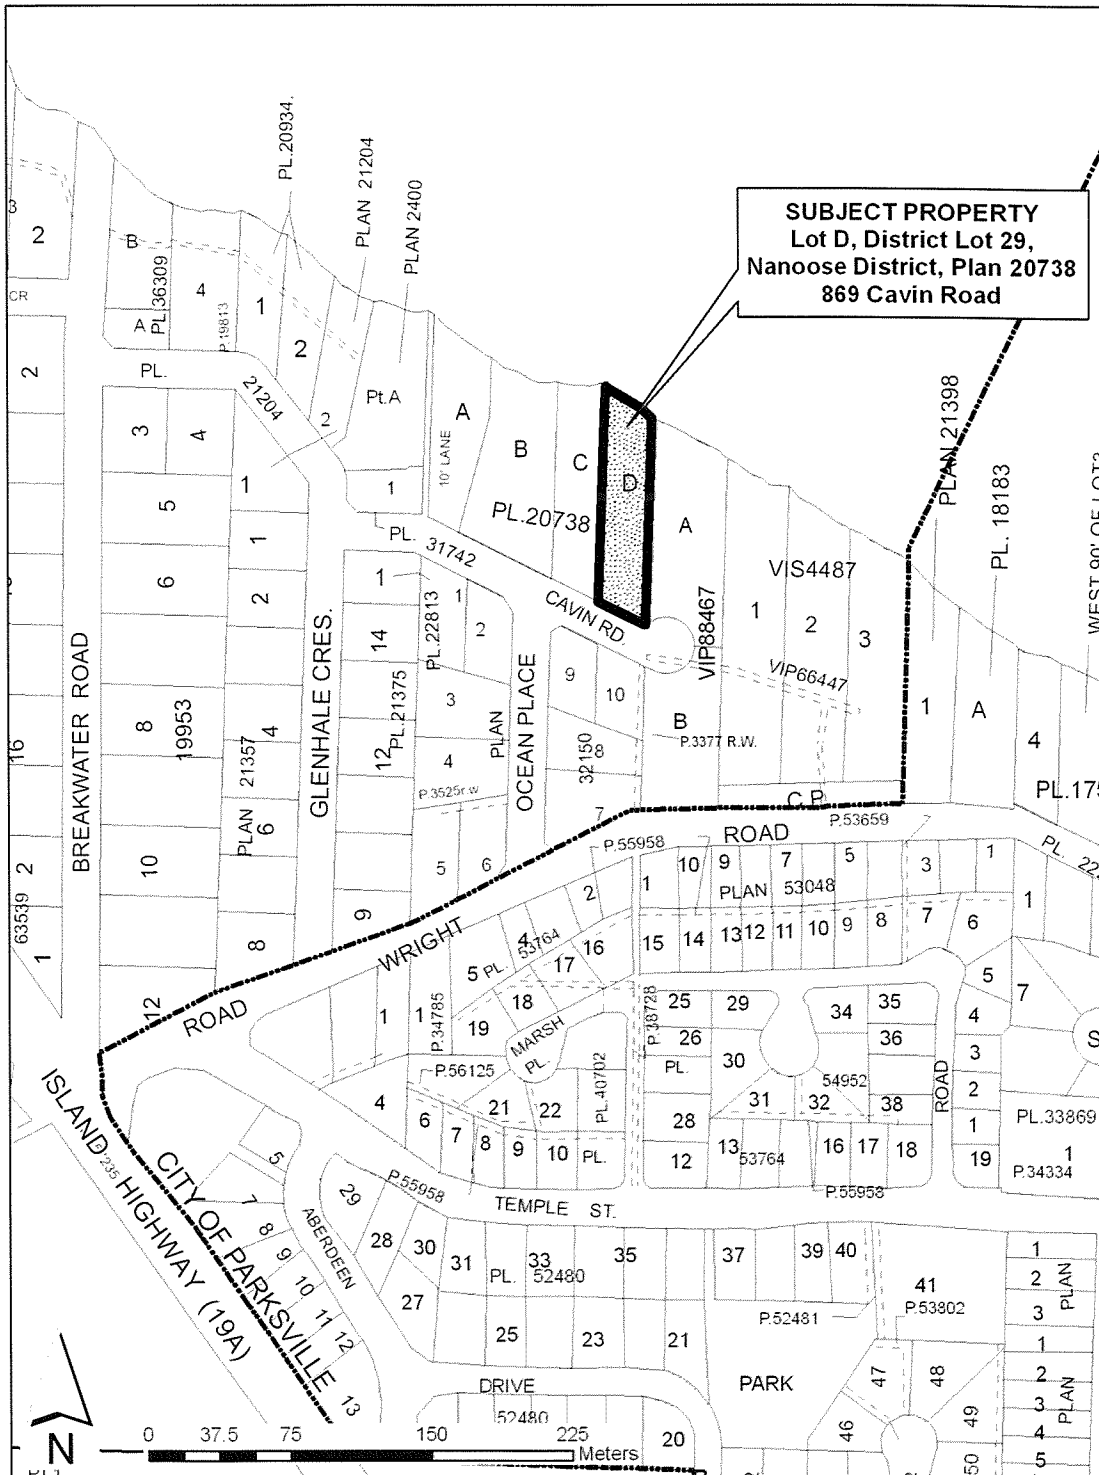 SUBJECT PROPERTY
Lot D, District Lot 29,
Nanoose District, Plan 20738
869 Cavin Road
PL.20934.
PLAN 21204
PLAN 2400
3
2
B
PL.36309
4
P.19813
1
2
A
CR
2
PL.
21204
2
Pt.A
10' LANE
A
B
C
D
A
PL.20738
PLAN 21398
PL. 18183
WEST 90' OF LOT3
3
4
1
1
5
PL.
31742
VIS4487
1
6
2
1
14
PL.22813
1
2
CAVIN RD.
VIP88467
1
2
3
VIP66447
BREAKWATER ROAD
GLENHALE CRES.
OCEAN PLACE
9
10
3
PL.21375
PLAN
B
P.3377 R.W.
1
A
4
8
19953
4
PLAN 21357
12
4
P.3525r.w
32150
8
7
C.P.
PL.175
16
6
P.55958
ROAD
P.53659
PL. 22
2
63539
1
10
8
9
5
6
2
1
10
9
7
5
3
1
PLAN 53048
1
WRIGHT
4
53764
5 PL.
17
16
15
14
13
12
11
10
9
8
7
6
12
ROAD
1
1
P.34785
19
18
MARSH
PL.
P.38728
25
29
34
35
5
7
26
30
36
4
P.56125
PL.
54952
3
S
ISLAND HIGHWAY (19A)
235
CITY OF PARKSVILLE
4
6
7
8
9
10
PL.
21
22
PL.40702
28
31
32
38
ROAD
2
1
PL.33869
1
12
13
53764
16
17
18
19
P.34334
5
7
8
9
10
11
12
13
ABERDEEN
29
P.55958
TEMPLE ST.
P.55958
28
30
31
33
35
37
39
40
PL.
52480
27
25
23
21
41
P.53802
P.52481
1
2
3
PLAN
1
2
3
4
5
PLAN
DRIVE
52480
PARK
47
48
46
49
50
20
N
0
37.5
75
150
225
Meters